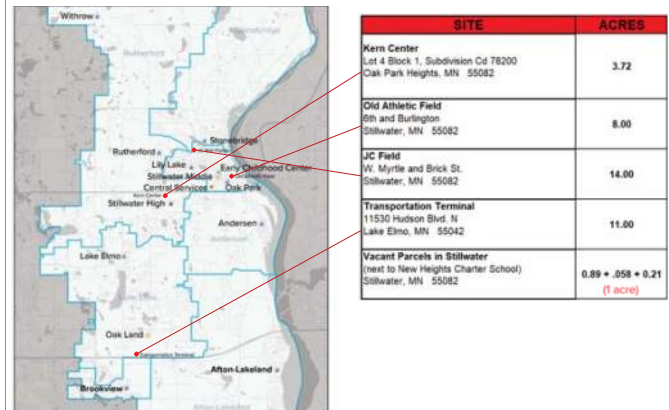 Withrow
Rutherford
Stonebridge
Stonebridge
Rutherford
Lily Lake
Early Childhood Center
Stillwater Middle
Central Services
Oak Park
Kern Center
Stillwater High
Andersen
Andersen
Lake Elmo
Oak Land
Transportation Terminal
Afton-Lakeland
Brookview
Afton-Lakeland
SITE ACRES
Kern Center
Lot 4 Block 1, Subdivision Cd 78200
Oak Park Heights, MN 55082
3.72
Old Athletic Field
6th and Burlington
Stillwater, MN 55082
8.00
JC Field
W. Myrtle and Brick St.
Stillwater, MN 55082
14.00
Transportation Terminal
11530 Hudson Blvd. N
Lake Elmo, MN 55042
11.00
Vacant Parcels in Stillwater
(next to New Heights Charter School)
Stillwater, MN 55082
0.89 + .058 + 0.21
(1 acre)